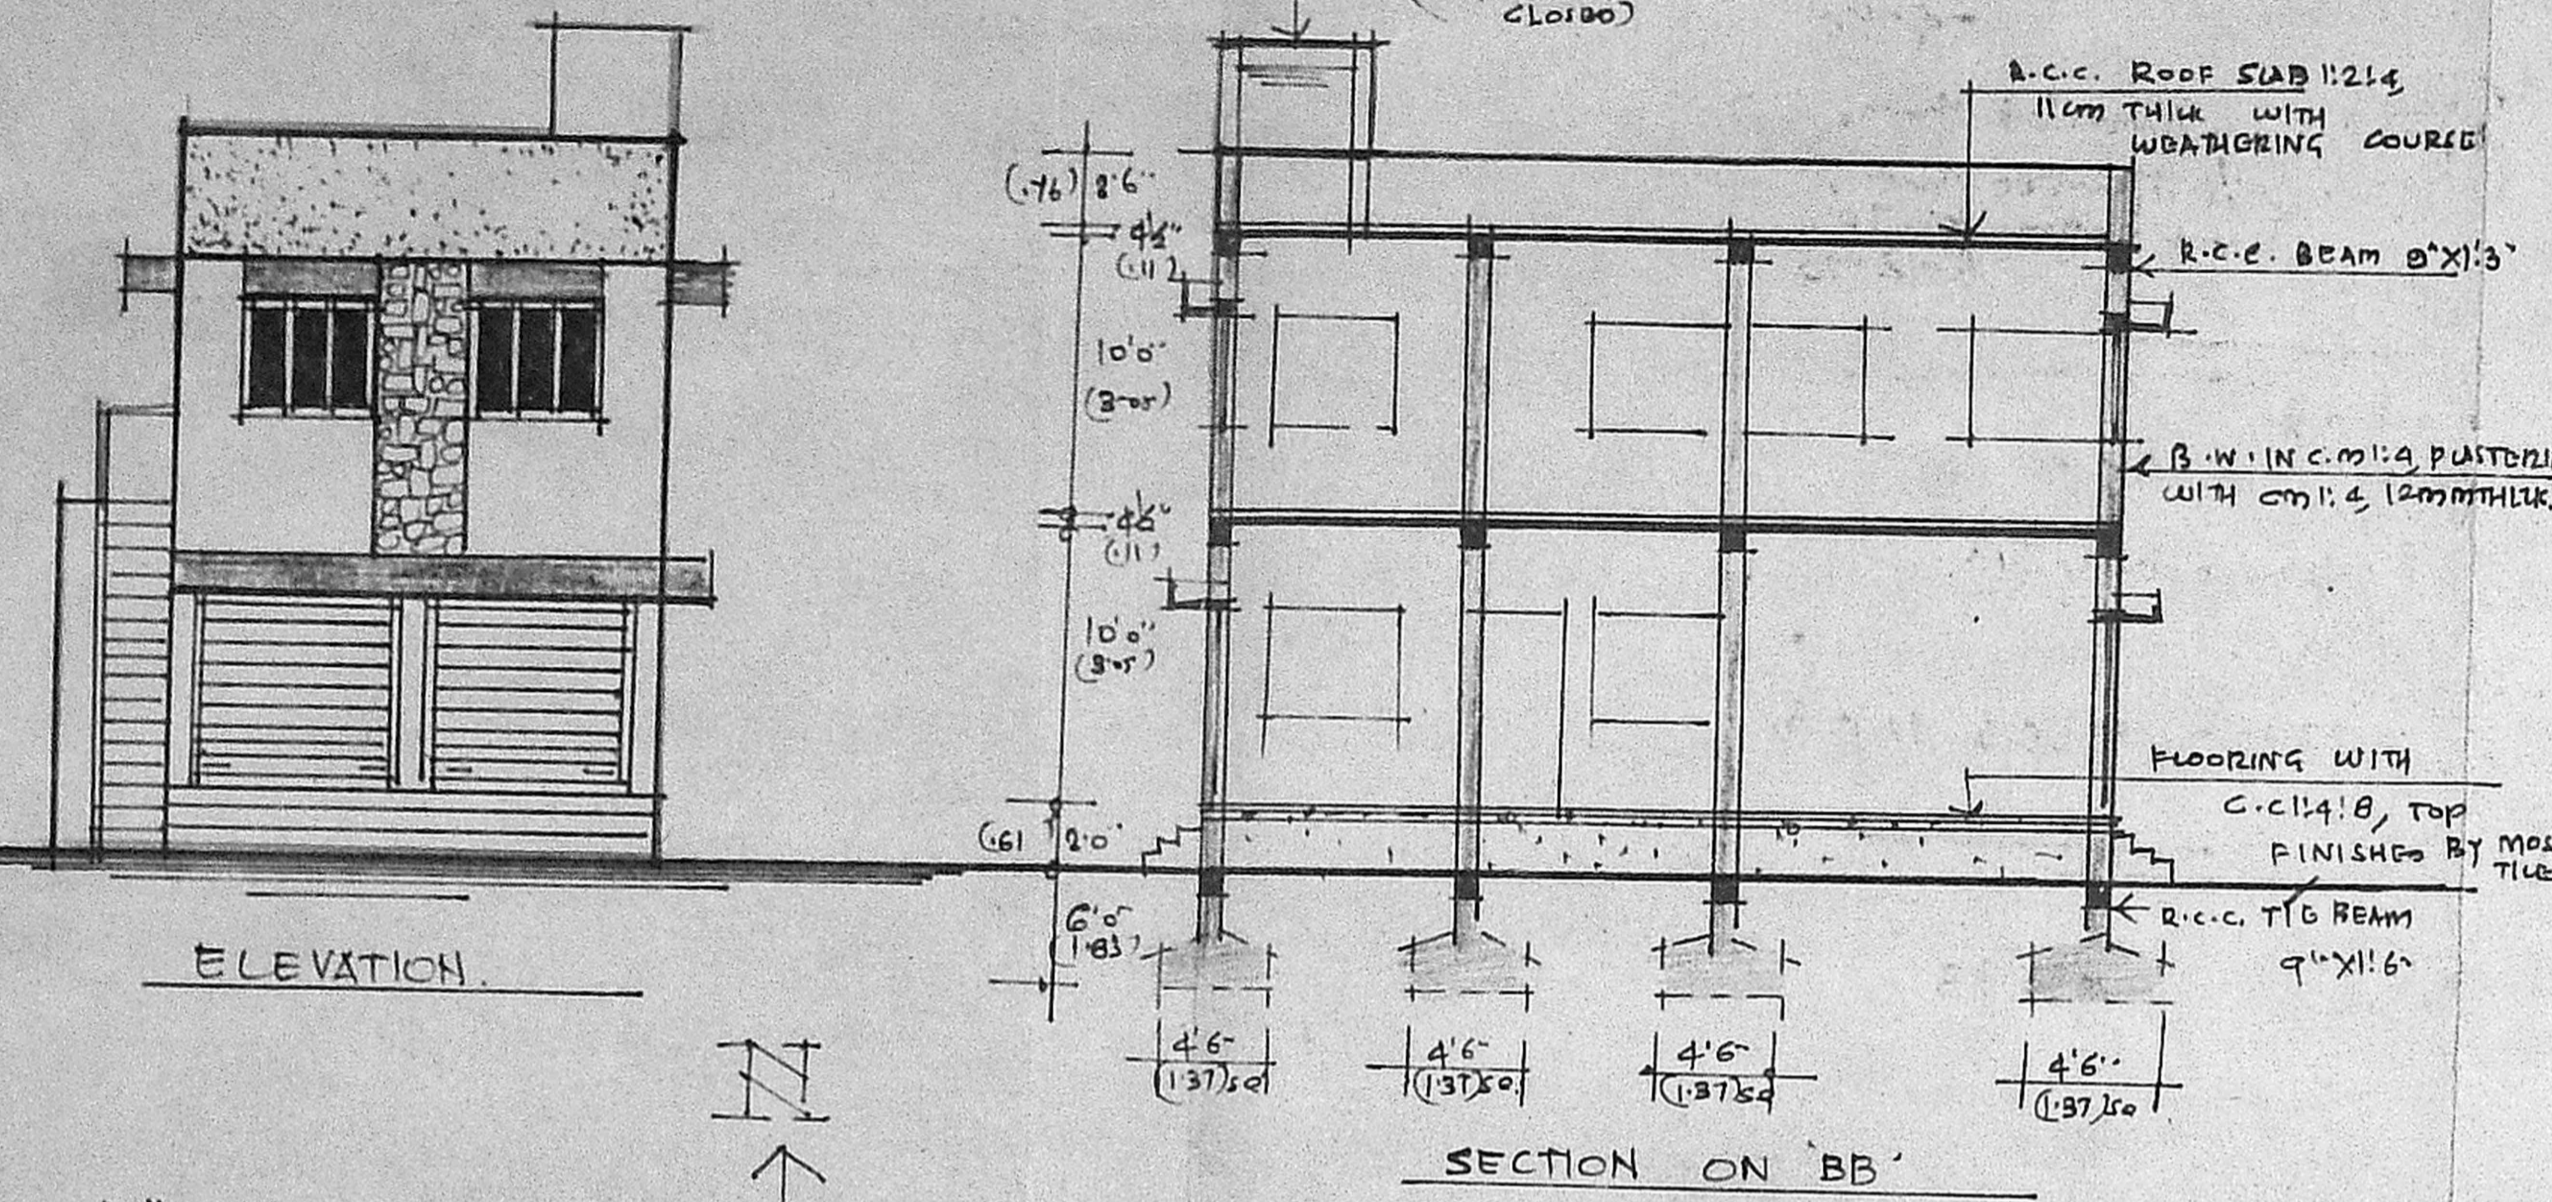 CLOSED)
R.C.C. ROOF SLAB 1:2:4,
11cm THICK WITH
WEATHERING COURSE
(.76) 2'6"
4½"
(.11)
R.C.C. BEAM 9"X1'3"
10'0"
(3.05)
B.W. IN C.M 1:4, PLASTERI
WITH CM 1:4, 12mm THICK.
4½"
(.11)
10'0"
(3.05)
FLOORING WITH
C.C 1:4:8, TOP
FINISHED BY MOS
TILE
(.61 2'0"
R.C.C. TIE BEAM
9"X1'6"
6'0"
(1.83)
ELEVATION.
4'6"
(1.37)SQ
4'6"
(1.37)SQ.
4'6"
(1.37)SQ
4'6"
(1.37)SQ
N
SECTION ON 'BB'